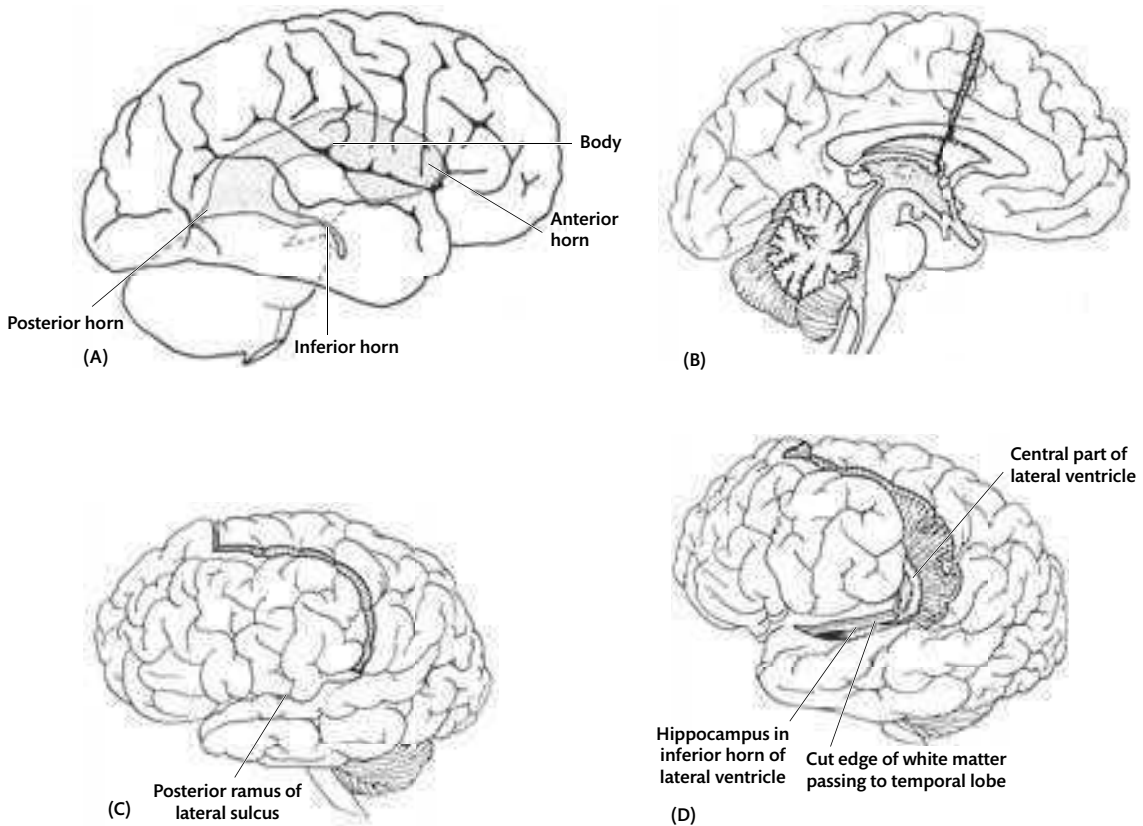 Body
Anterior
horn
Posterior horn
Inferior horn
(A)
(B)
Central part of
lateral ventricle
Posterior ramus of
lateral sulcus
(C)
Hippocampus in
inferior horn of
lateral ventricle
Cut edge of white matter
passing to temporal lobe
(D)